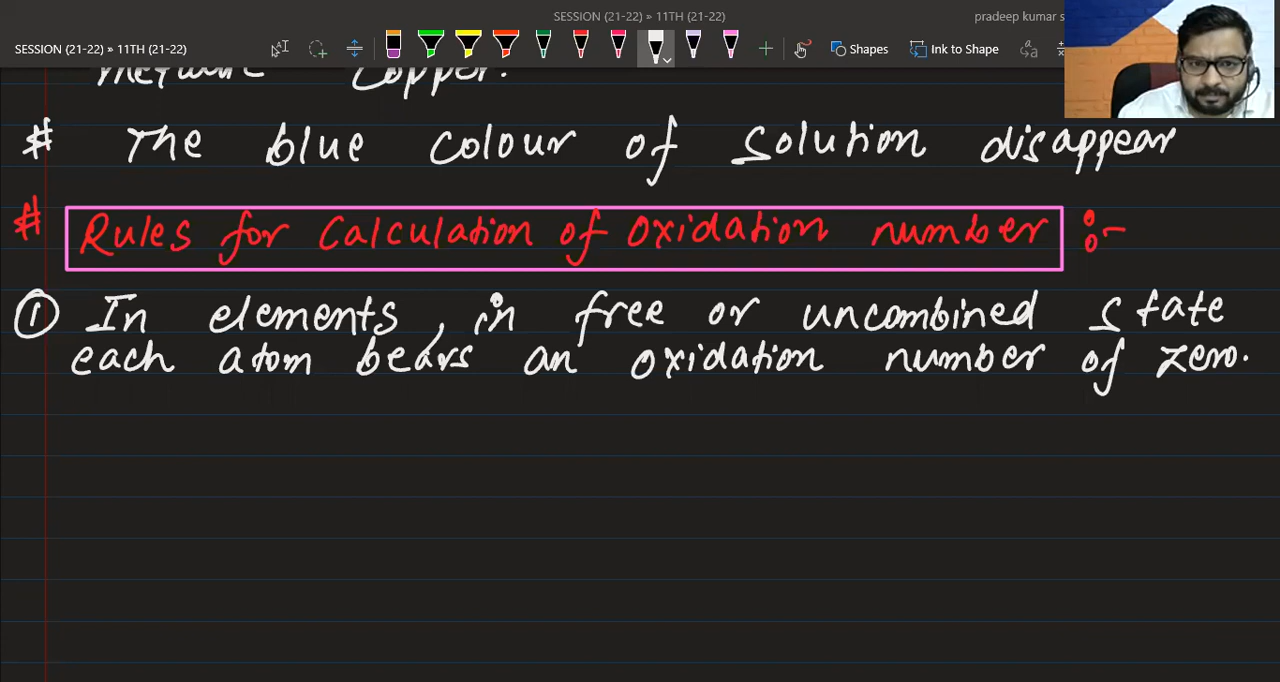 SESSION (21-22) » 11TH (21-22)
pradeep kumar s
SESSION (21-22) » 11TH (21-22)
Shapes
Ink to Shape
Copper.
# The blue colour of solution disappear
# Rules for Calculation of Oxidation number :-
① In elements, in free or uncombined state
each atom bears an oxidation number of zero.